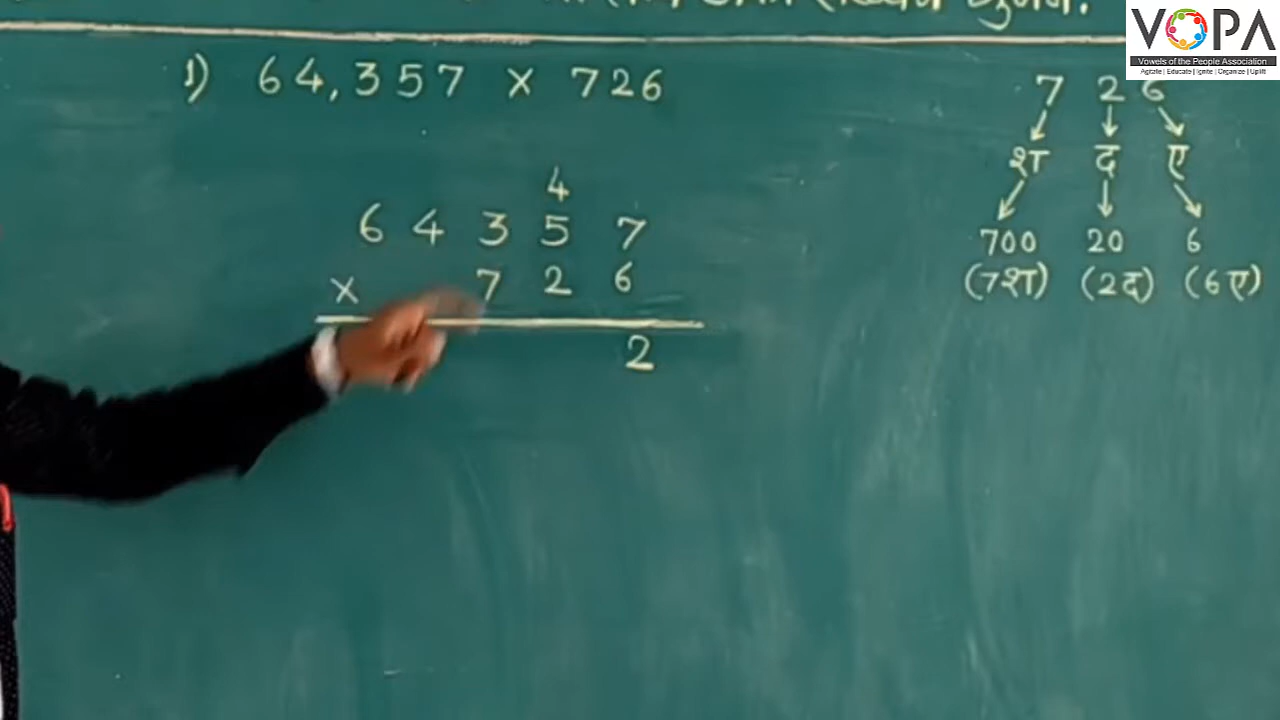 VOPA
Vowels of the People Association
Agitate | Educate | Ignite | Organize | Uplift
१) 64,357 × 726
4
6 4 3 5 7
× 7 2 6
2
7 2 6
श द ए
700 20 6
(7श) (2द) (6ए)